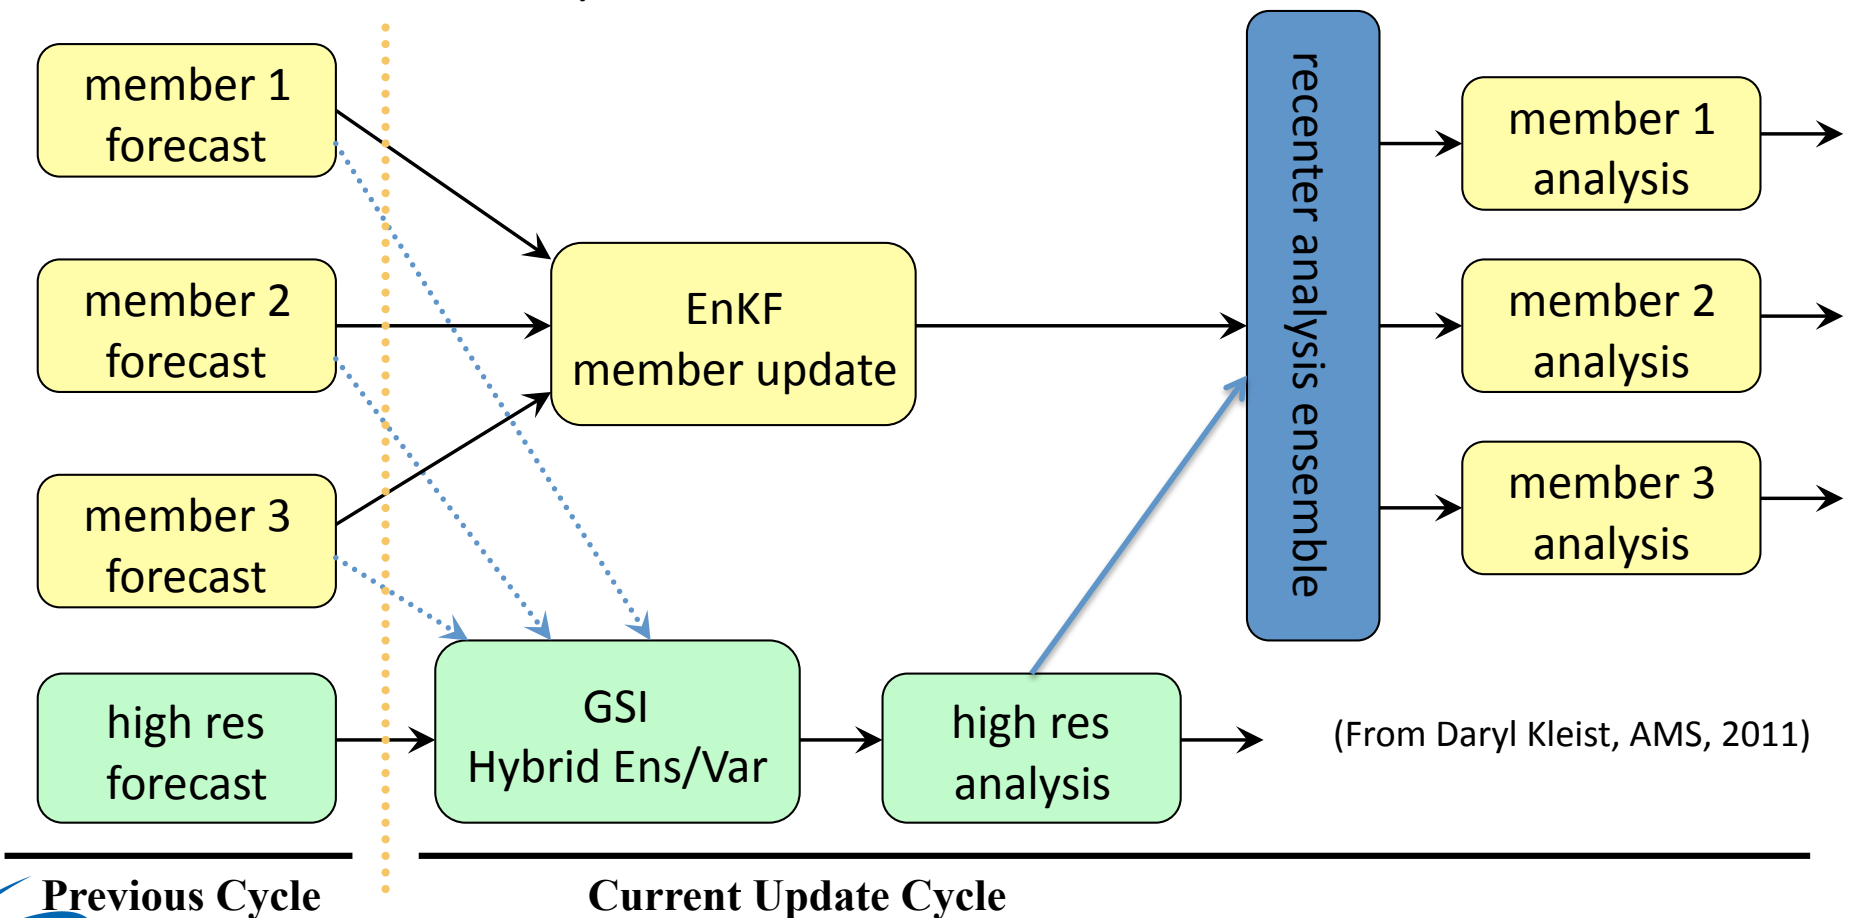 member 1
forecast
member 2
forecast
member 3
forecast
high res
forecast
EnKF
member update
GSI
Hybrid Ens/Var
high res
analysis
recenter analysis ensemble
member 1
analysis
member 2
analysis
member 3
analysis
(From Daryl Kleist, AMS, 2011)
Previous Cycle
Current Update Cycle